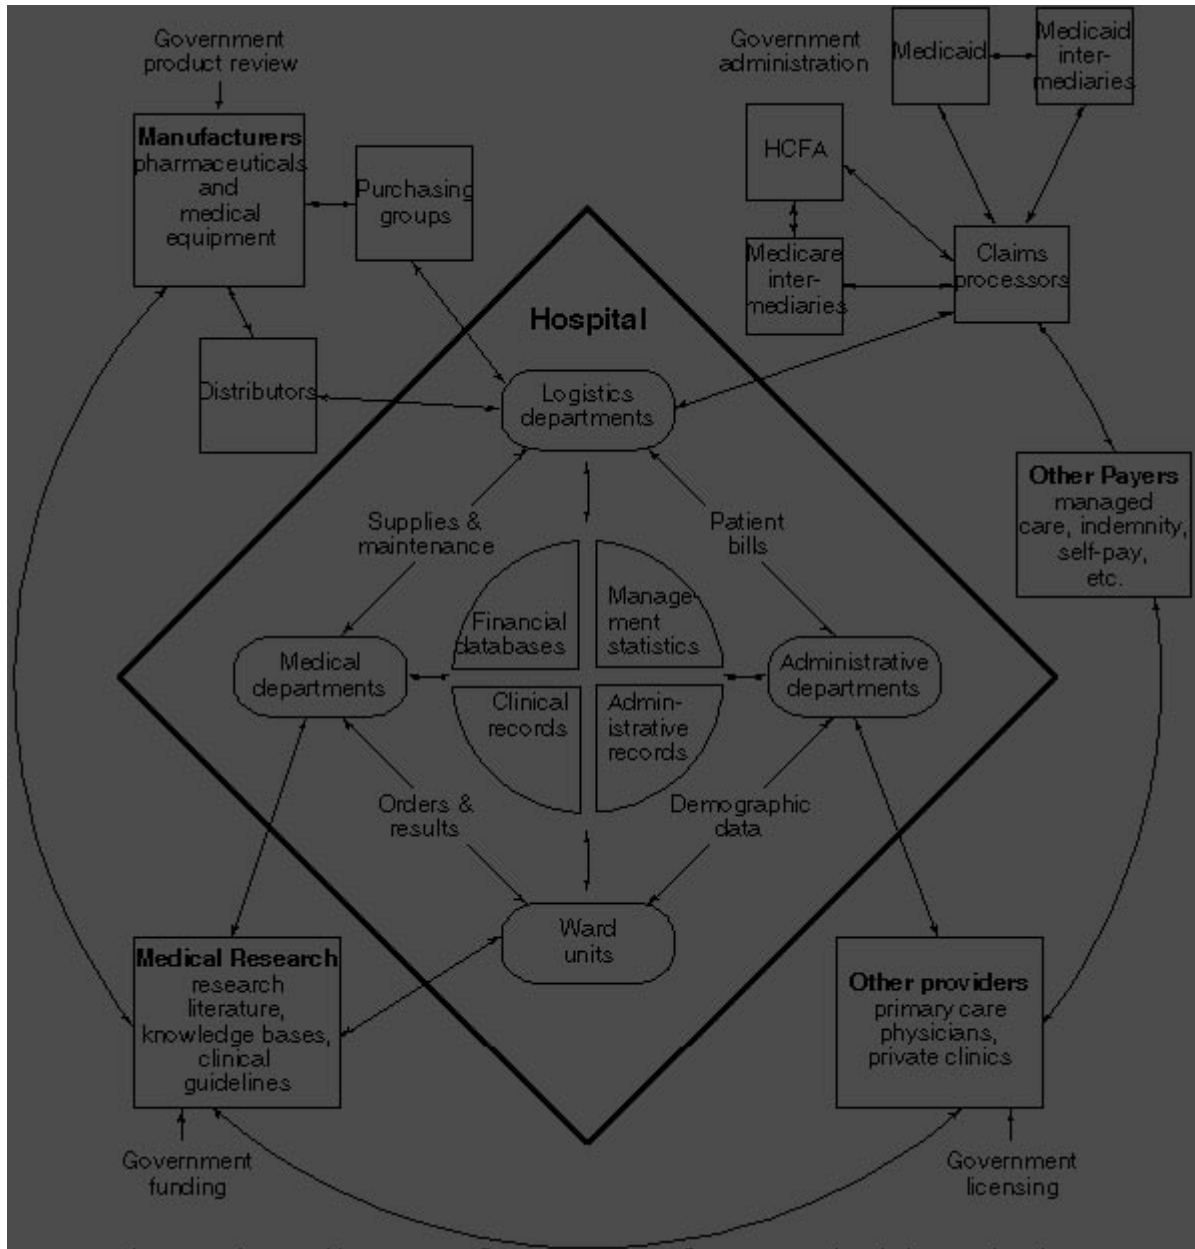 Government
product review
Government
administration
Medicaid
Medicaid
inter-
mediaries
Manufacturers
pharmaceuticals
and
medical
equipment
Purchasing
groups
HCFA
Medicare
inter-
mediaries
Claims
processors
Hospital
Distributors
Logistics
departments
Other Payers
managed
care, indemnity,
self-pay,
etc.
Supplies &
maintenance
Patient
bills
Financial
databases
Manage-
ment
statistics
Medical
departments
Administrative
departments
Clinical
records
Admin-
istrative
records
Orders &
results
Demographic
data
Ward
units
Medical Research
research
literature,
knowledge bases,
clinical
guidelines
Other providers
primary care
physicians,
private clinics
Government
funding
Government
licensing